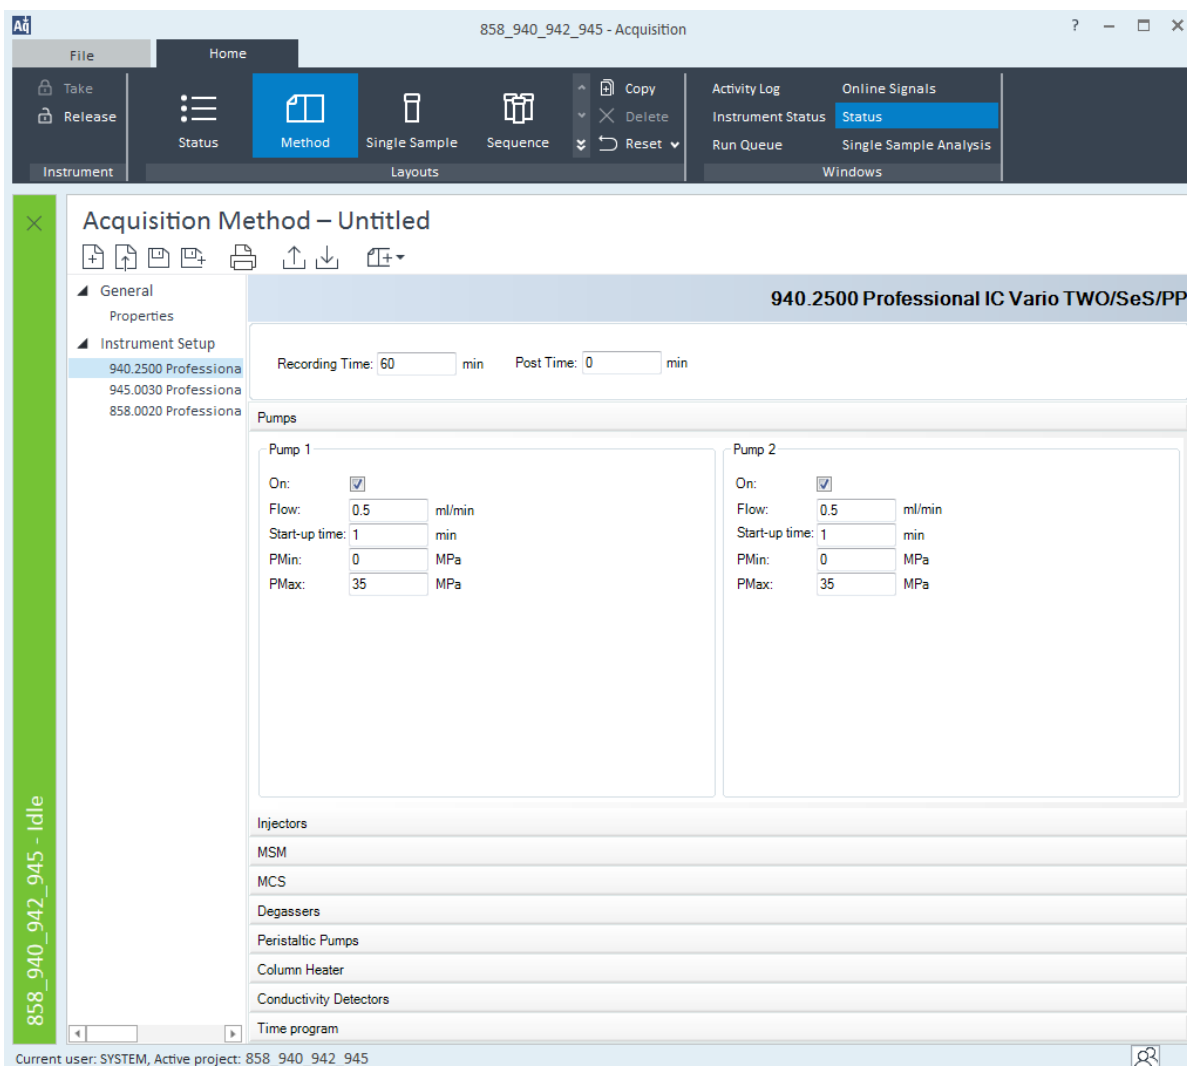 Aq
858_940_942_945 - Acquisition
?
File
Home
Take
Release
Status
Method
Single Sample
Sequence
Copy
Delete
Reset
Activity Log
Instrument Status
Run Queue
Online Signals
Status
Single Sample Analysis
Instrument
Layouts
Windows
858_940_942_945 - Idle
Acquisition Method – Untitled
General
Properties
Instrument Setup
940.2500 Professiona
945.0030 Professiona
858.0020 Professiona
940.2500 Professional IC Vario TWO/SeS/PP
Recording Time: 60 min Post Time: 0 min
Pumps
Pump 1
On:
Flow: 0.5 ml/min
Start-up time: 1 min
PMin: 0 MPa
PMax: 35 MPa
Pump 2
On:
Flow: 0.5 ml/min
Start-up time: 1 min
PMin: 0 MPa
PMax: 35 MPa
Injectors
MSM
MCS
Degassers
Peristaltic Pumps
Column Heater
Conductivity Detectors
Time program
Current user: SYSTEM, Active project: 858_940_942_945